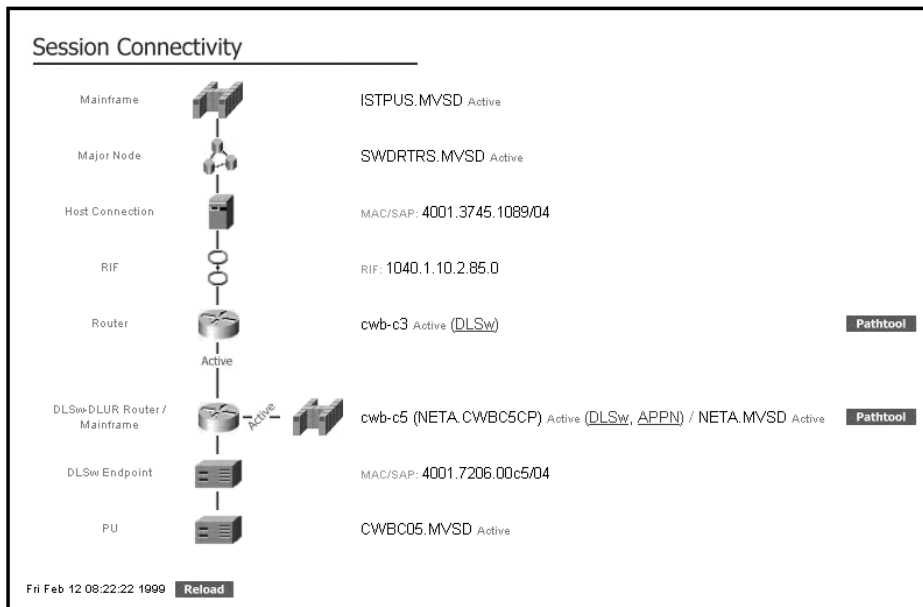 Session Connectivity
Mainframe ISTPUS.MVSD Active
Major Node SWDRTRS.MVSD Active
Host Connection MAC/SAP: 4001.3745.1089/04
RIF RIF: 1040.1.10.2.85.0
Router cwb-c3 Active (DLSw) Pathtool
Active
DLSw-DLUR Router /
Mainframe Active cwb-c5 (NETA.CWBC5CP) Active (DLSw, APPN) / NETA.MVSD Active Pathtool
DLSw Endpoint MAC/SAP: 4001.7206.00c5/04
PU CWBC05.MVSD Active
Fri Feb 12 08:22:22 1999 Reload